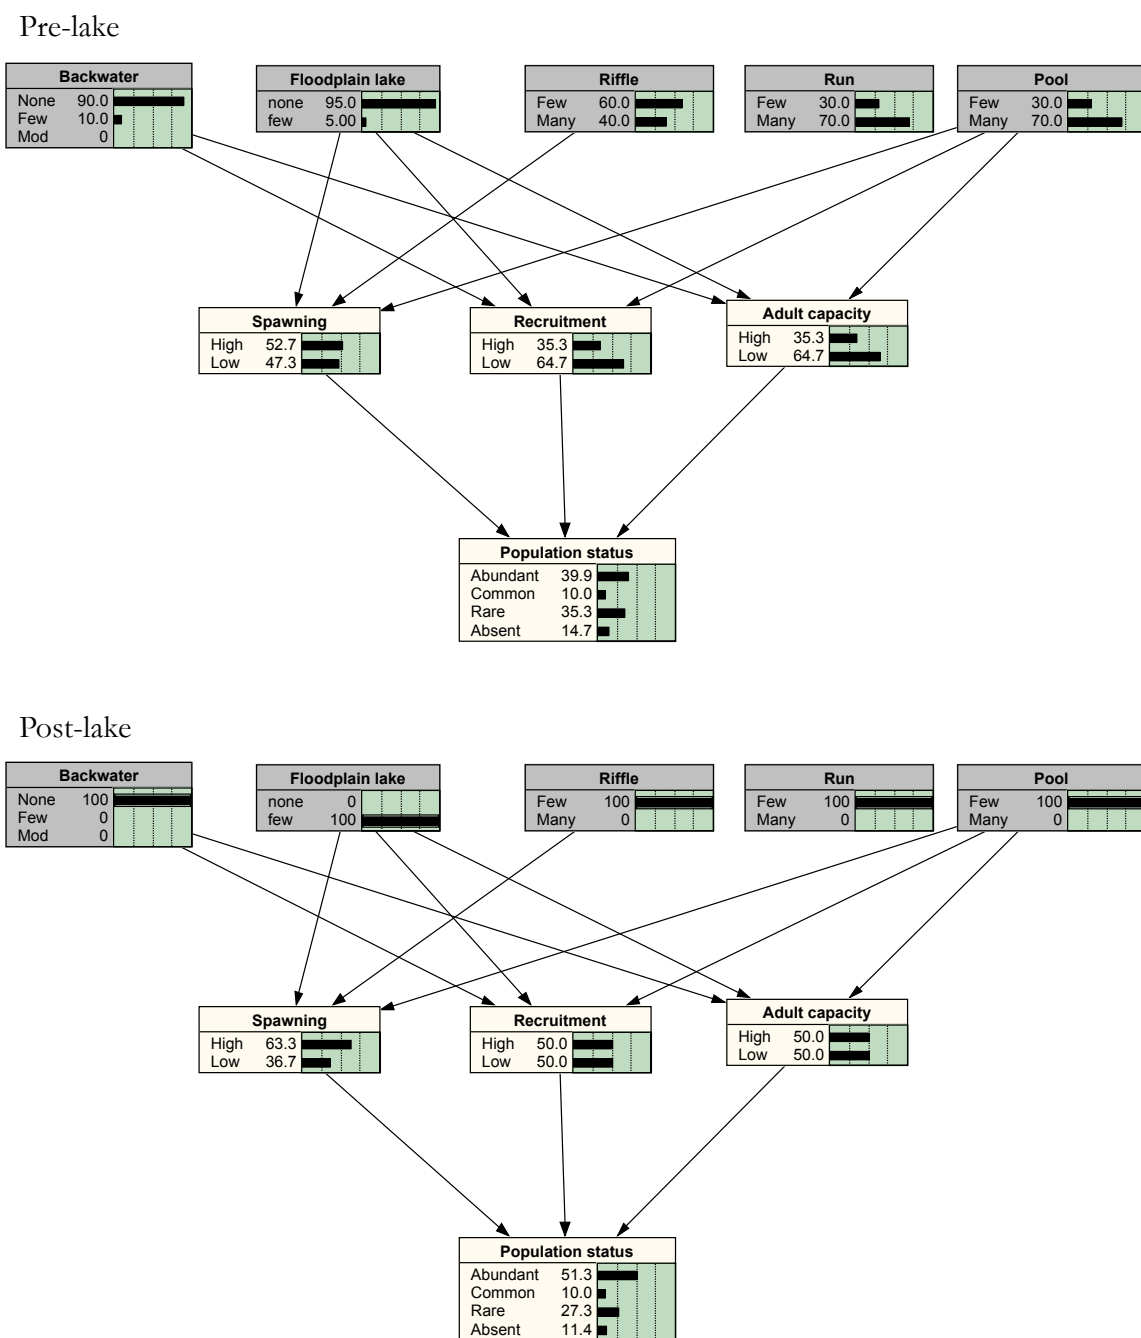 Pre-lake
Backwater
None 90.0
Few 10.0
Mod 0
Floodplain lake
none 95.0
few 5.00
Riffle
Few 60.0
Many 40.0
Run
Few 30.0
Many 70.0
Pool
Few 30.0
Many 70.0
Spawning
High 52.7
Low 47.3
Recruitment
High 35.3
Low 64.7
Adult capacity
High 35.3
Low 64.7
Population status
Abundant 39.9
Common 10.0
Rare 35.3
Absent 14.7
Post-lake
Backwater
None 100
Few 0
Mod 0
Floodplain lake
none 0
few 100
Riffle
Few 100
Many 0
Run
Few 100
Many 0
Pool
Few 100
Many 0
Spawning
High 63.3
Low 36.7
Recruitment
High 50.0
Low 50.0
Adult capacity
High 50.0
Low 50.0
Population status
Abundant 51.3
Common 10.0
Rare 27.3
Absent 11.4